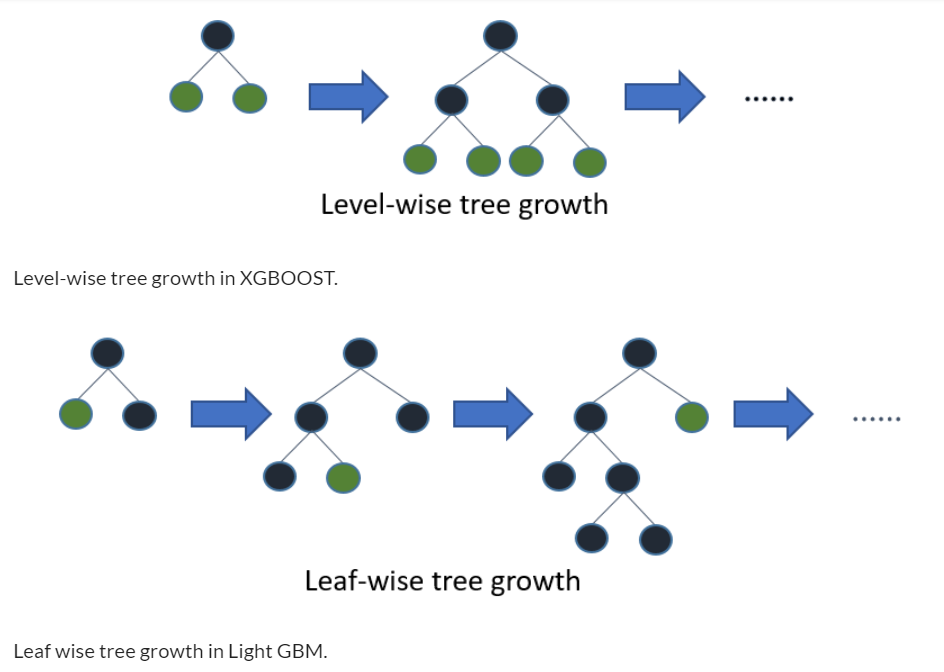 ......
Level-wise tree growth
Level-wise tree growth in XGBOOST.
......
Leaf-wise tree growth
Leaf wise tree growth in Light GBM.